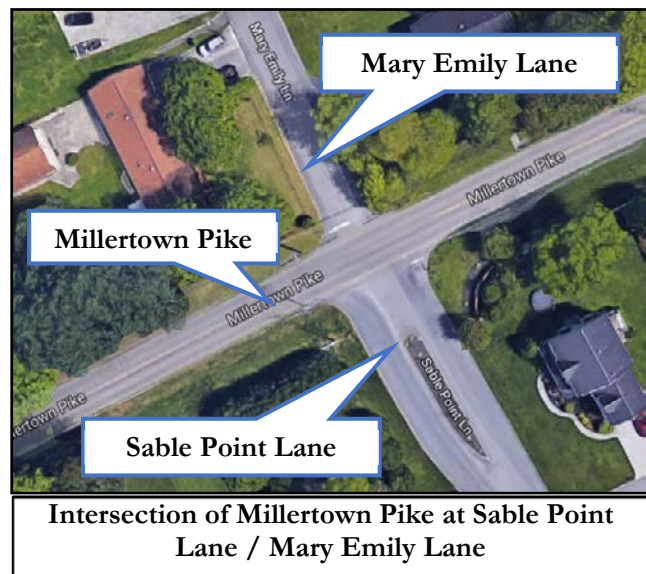 Mary Emily Ln
Mary Emily Lane
Millertown Pike
Millertown Pike
Millertown Pike
Sable Point Ln
Sable Point Lane
lertown Pike
Intersection of Millertown Pike at Sable Point
Lane / Mary Emily Lane